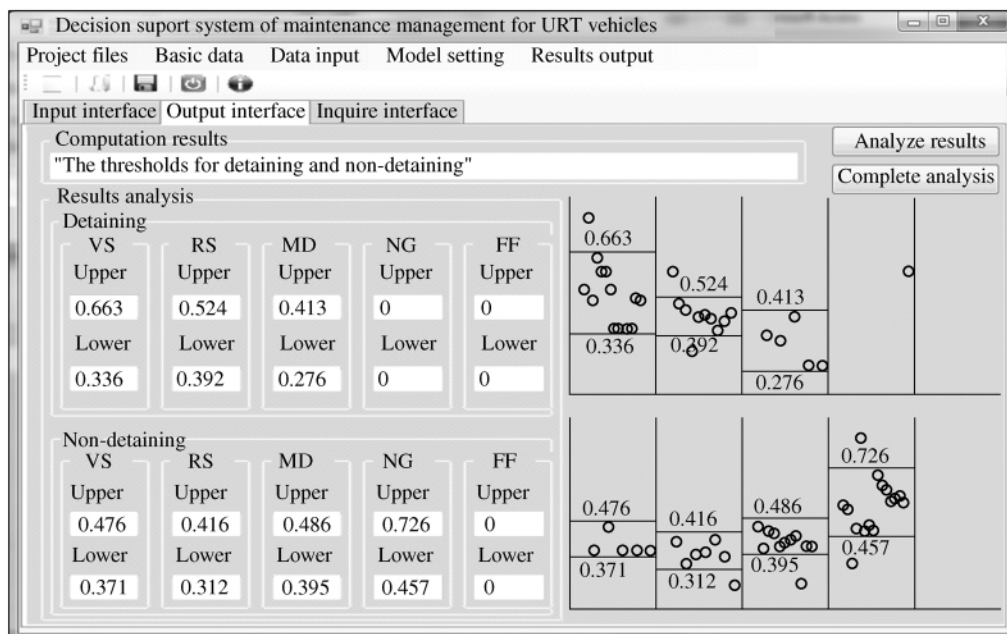 Decision suport system of maintenance management for URT vehicles
Project files Basic data Data input Model setting Results output
Input interface Output interface Inquire interface
Computation results
"The thresholds for detaining and non-detaining"
Analyze results
Complete analysis
Results analysis
Detaining
VS RS MD NG FF
Upper Upper Upper Upper Upper
0.663 0.524 0.413 0 0
Lower Lower Lower Lower Lower
0.336 0.392 0.276 0 0
Non-detaining
VS RS MD NG FF
Upper Upper Upper Upper Upper
0.476 0.416 0.486 0.726 0
Lower Lower Lower Lower Lower
0.371 0.312 0.395 0.457 0
0.663
0.524
0.413
0.336
0.392
0.276
0.726
0.476
0.416
0.486
0.457
0.371
0.312
0.395